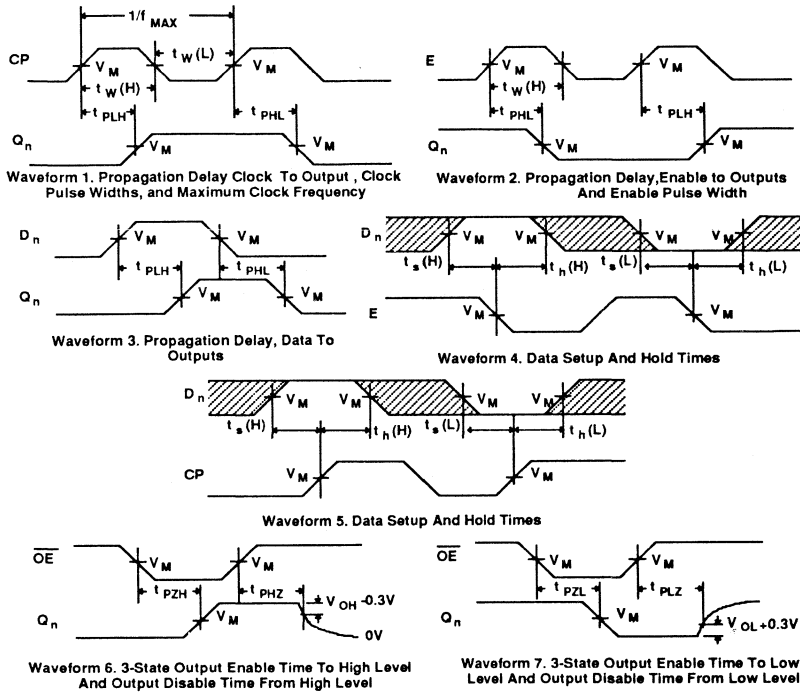 1/f MAX
t W (L)
CP
V M
V M
t W (H)
t PLH
t PHL
Q n
V M
V M
Waveform 1. Propagation Delay Clock To Output , Clock
Pulse Widths, and Maximum Clock Frequency
E
V M
V M
t W (H)
t PHL
t PLH
Q n
V M
V M
Waveform 2. Propagation Delay,Enable to Outputs
And Enable Pulse Width
D n
V M
V M
t PLH
t PHL
Q n
V M
V M
Waveform 3. Propagation Delay, Data To
Outputs
D n
V M
V M
V M
V M
t s (H)
t h (H)
t s (L)
t h (L)
E
V M
V M
Waveform 4. Data Setup And Hold Times
D n
V M
V M
V M
V M
t s (H)
t h (H)
t s (L)
t h (L)
CP
V M
V M
Waveform 5. Data Setup And Hold Times
OE
V M
V M
t PZH
t PHZ
Q n
V M
V OH -0.3V
0V
Waveform 6. 3-State Output Enable Time To High Level
And Output Disable Time From High Level
OE
V M
V M
t PZL
t PLZ
Q n
V M
V OL +0.3V
Waveform 7. 3-State Output Enable Time To Low
Level And Output Disable Time From Low Level